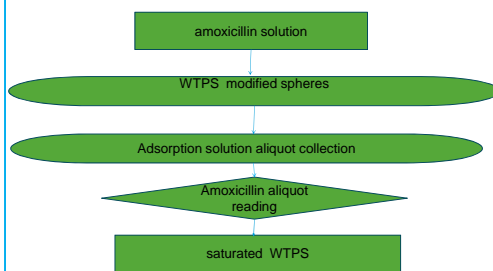 amoxicillin solution
WTPS modified spheres
Adsorption solution aliquot collection
Amoxicillin aliquot
reading
saturated WTPS